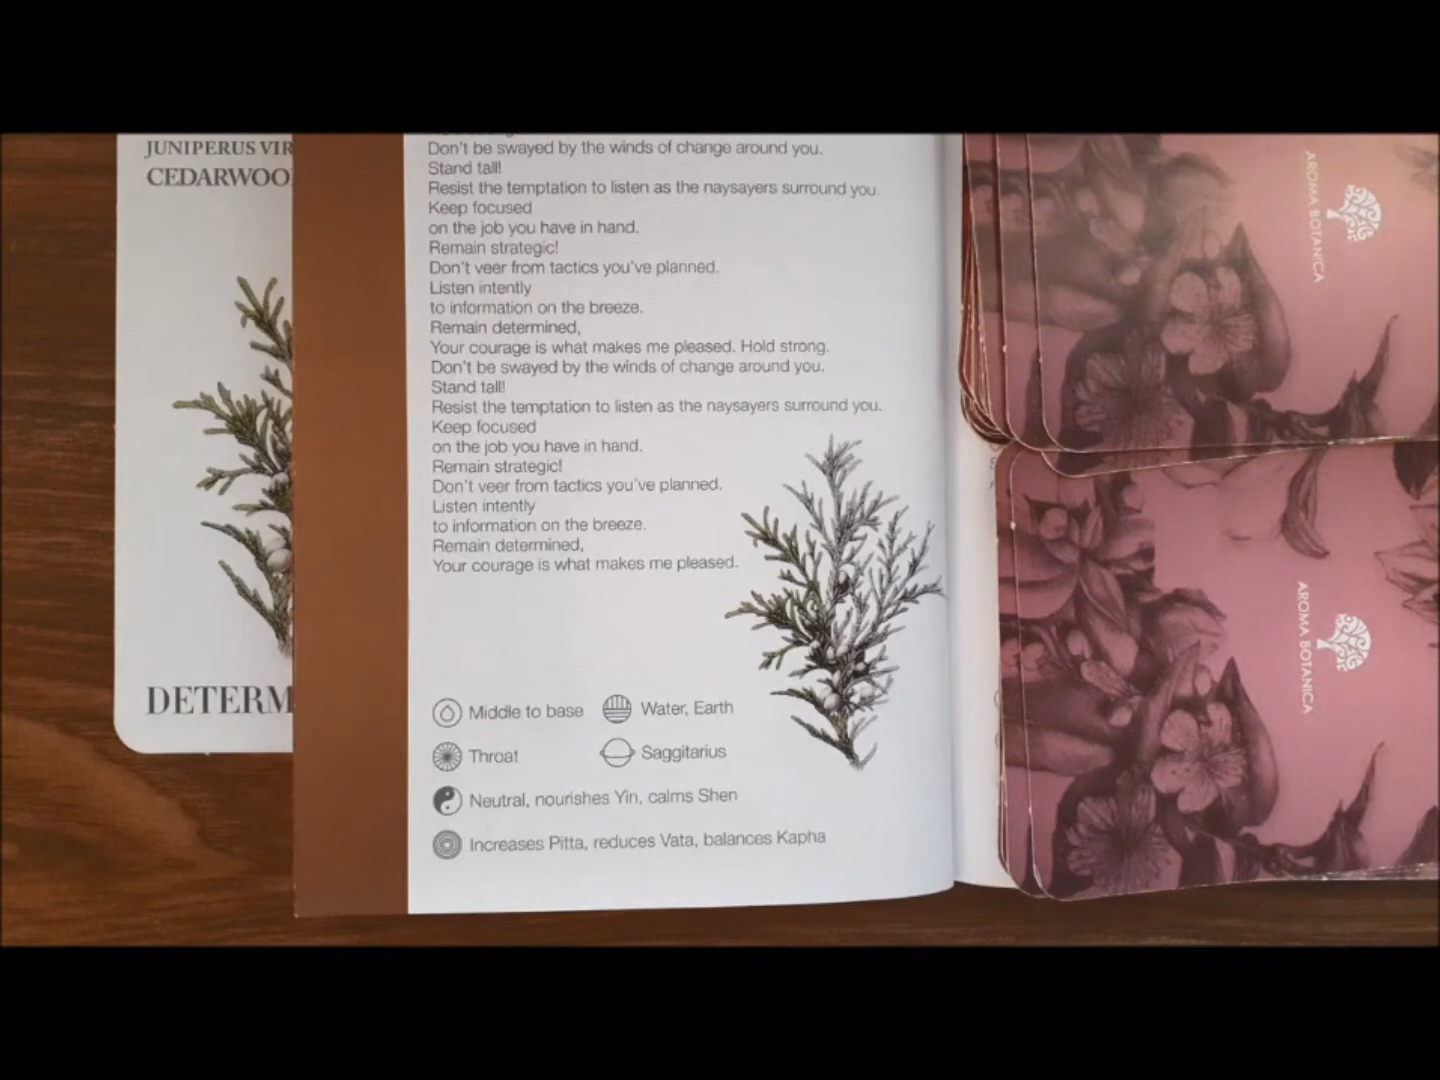 JUNIPERUS VIR
CEDARWOO
DETERM
Don't be swayed by the winds of change around you.
Stand tall!
Resist the temptation to listen as the naysayers surround you.
Keep focused
on the job you have in hand.
Remain strategic!
Don't veer from tactics you've planned.
Listen intently
to information on the breeze.
Remain determined,
Your courage is what makes me pleased. Hold strong.
Don't be swayed by the winds of change around you.
Stand tall!
Resist the temptation to listen as the naysayers surround you.
Keep focused
on the job you have in hand.
Remain strategic!
Don't veer from tactics you've planned.
Listen intently
to information on the breeze.
Remain determined,
Your courage is what makes me pleased.
Middle to base
Water, Earth
Throat
Saggitarius
Neutral, nourishes Yin, calms Shen
Increases Pitta, reduces Vata, balances Kapha
AROMA BOTANICA
AROMA BOTANICA